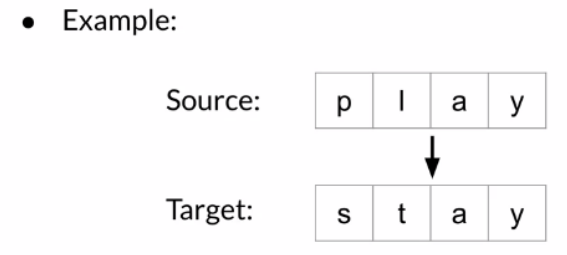 • Example:
Source: p l a y
Target: s t a y